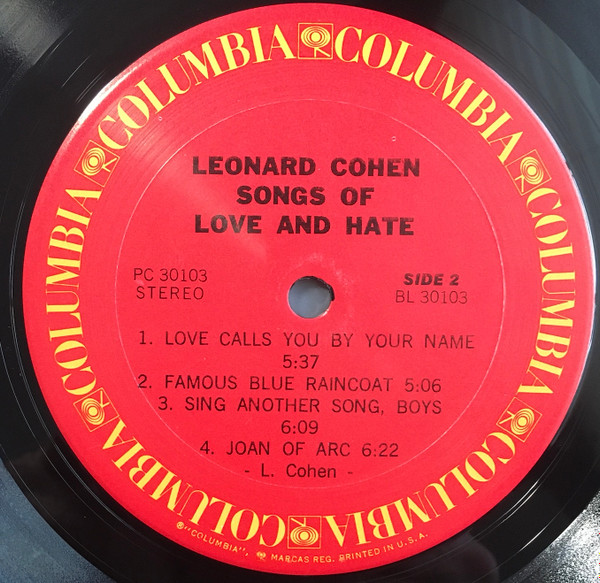 COLUMBIA COLUMBIA COLUMBIA COLUMBIA COLUMBIA COLUMBIA
LEONARD COHEN
SONGS OF
LOVE AND HATE
PC 30103
STEREO
SIDE 2
BL 30103
1. LOVE CALLS YOU BY YOUR NAME
5:37
2. FAMOUS BLUE RAINCOAT 5:06
3. SING ANOTHER SONG, BOYS
6:09
4. JOAN OF ARC 6:22
- L. Cohen -
®"COLUMBIA", MARCAS REG. PRINTED IN U.S.A.